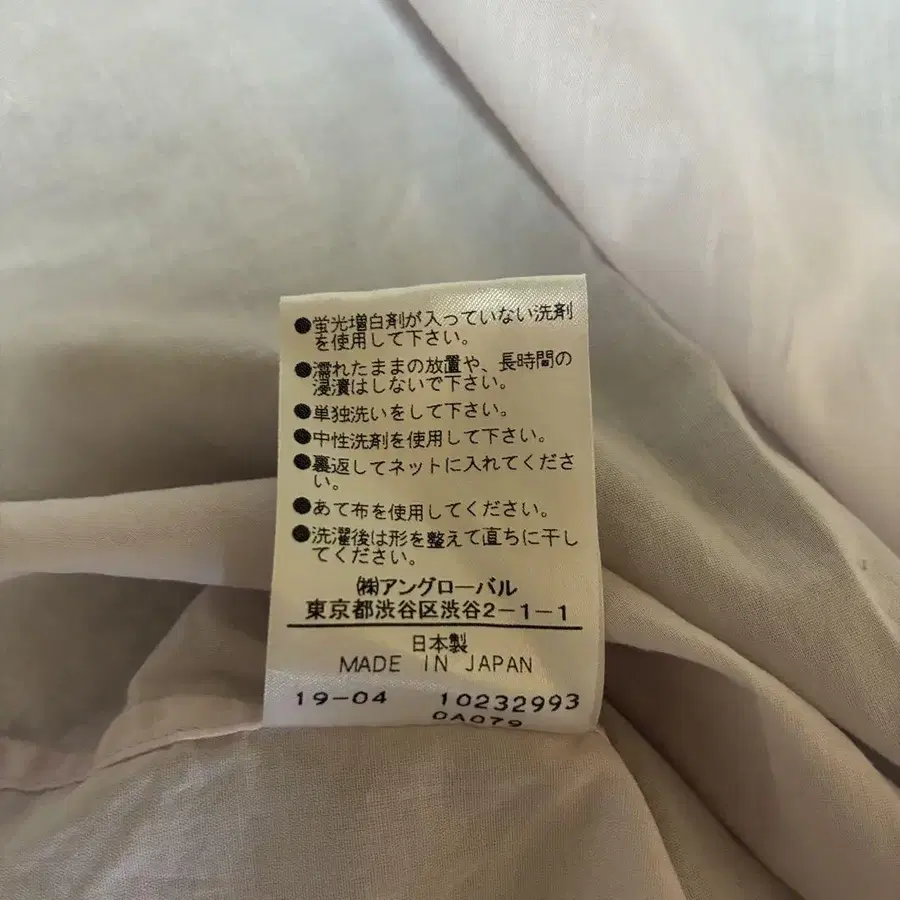 ●蛍光増白剤が入っていない洗剤
を使用して下さい。
●濡れたままの放置や、長時間の
浸漬はしないで下さい。
●単独洗いをして下さい。
●中性洗剤を使用して下さい。
●裏返してネットに入れてくださ
い。
●あて布を使用してください。
●洗濯後は形を整えて直ちに干し
てください。
㈱アングローバル
東京都渋谷区渋谷2-1-1
日本製
MADE IN JAPAN
19-04 10232993
0A079